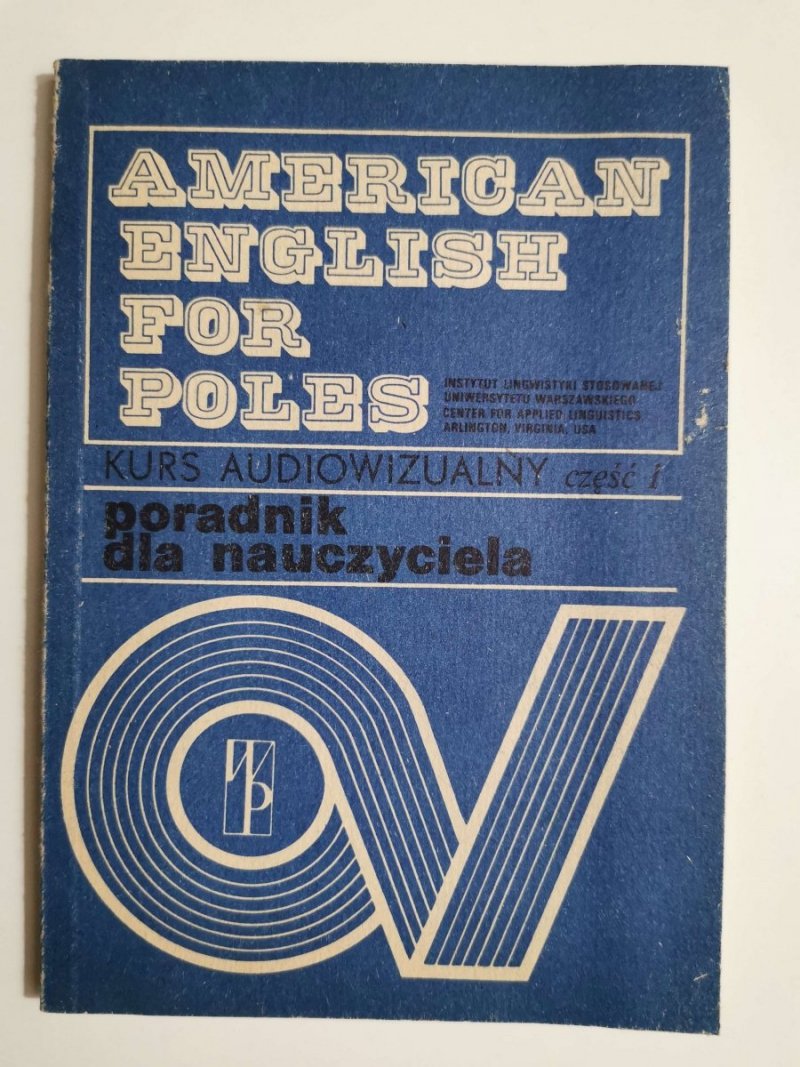 AMERICAN
ENGLISH
FOR
POLES
INSTYTUT LINGWISTYKI STOSOWANEJ
UNIWERSYTETU WARSZAWSKIEGO
CENTER FOR APPLIED LINGUISTICS
ARLINGTON, VIRGINIA, USA
KURS AUDIOWIZUALNY część I
poradnik
dla nauczyciela
WP